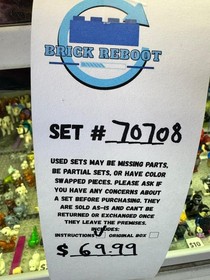 BRICK REBOOT
SET # 70708
USED SETS MAY BE MISSING PARTS,
BE PARTIAL SETS, OR HAVE COLOR
SWAPPED PIECES. PLEASE ASK IF
YOU HAVE ANY CONCERNS ABOUT
A SET BEFORE PURCHASING. THEY
ARE SOLD AS-IS AND CAN'T BE
RETURNED OR EXCHANGED ONCE
THEY LEAVE THE PREMISES.
INCLUDES:
INSTRUCTIONS ORIGINAL BOX
$ 69.99
$10